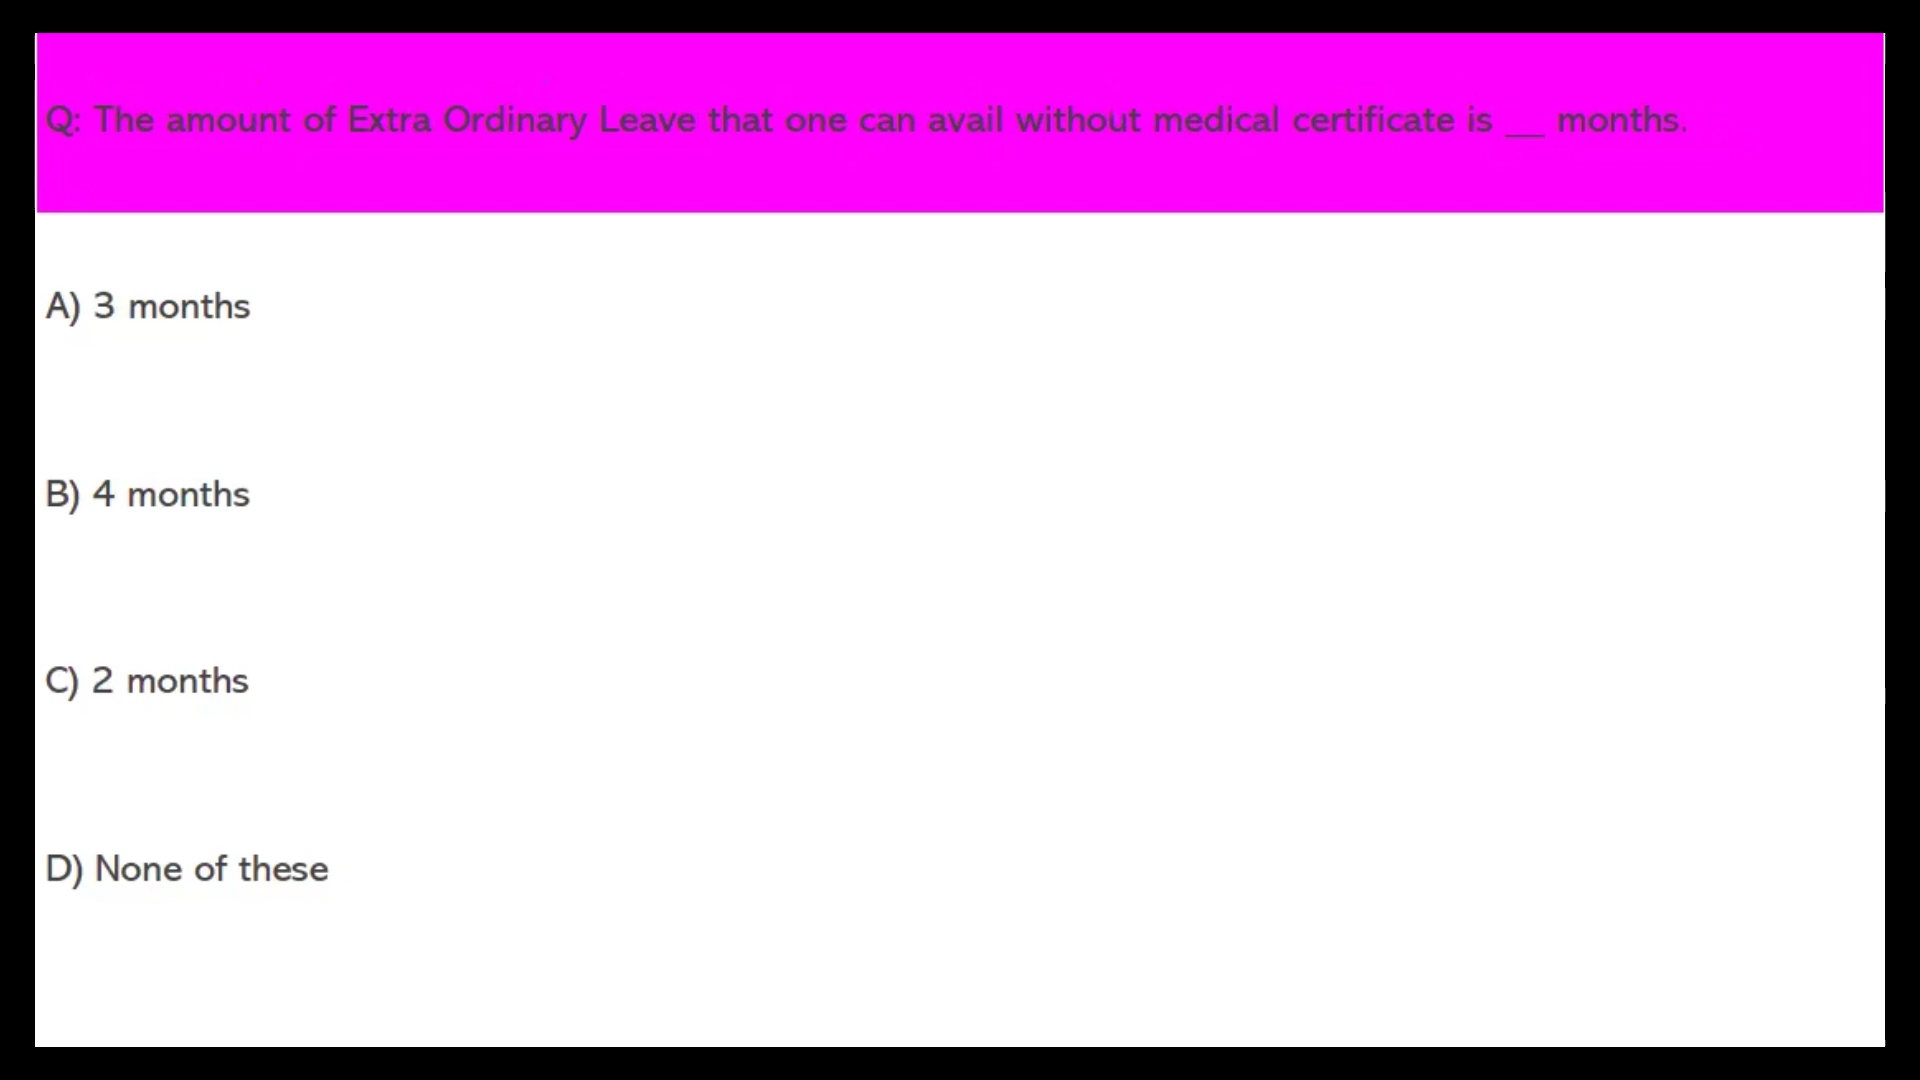 Q: The amount of Extra Ordinary Leave that one can avail without medical certificate is __ months.
A) 3 months
B) 4 months
C) 2 months
D) None of these